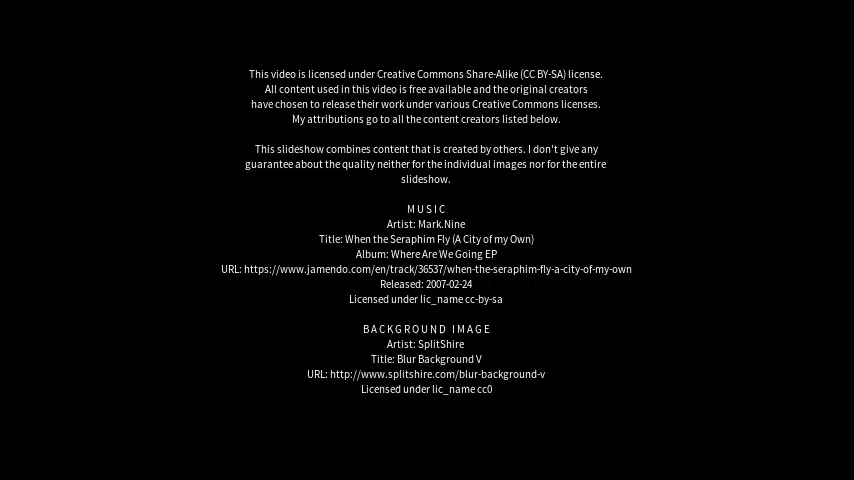 This video is licensed under Creative Commons Share-Alike (CC BY-SA) license.
All content used in this video is free available and the original creators
have chosen to release their work under various Creative Commons licenses.
My attributions go to all the content creators listed below.
This slideshow combines content that is created by others. I don't give any
guarantee about the quality neither for the individual images nor for the entire
slideshow.
MUSIC
Artist: Mark.Nine
Title: When the Seraphim Fly (A City of my Own)
Album: Where Are We Going EP
URL: https://www.jamendo.com/en/track/36537/when-the-seraphim-fly-a-city-of-my-own
Released: 2007-02-24
Licensed under lic_name cc-by-sa
BACKGROUND IMAGE
Artist: SplitShire
Title: Blur Background V
URL: http://www.splitshire.com/blur-background-v
Licensed under lic_name cc0